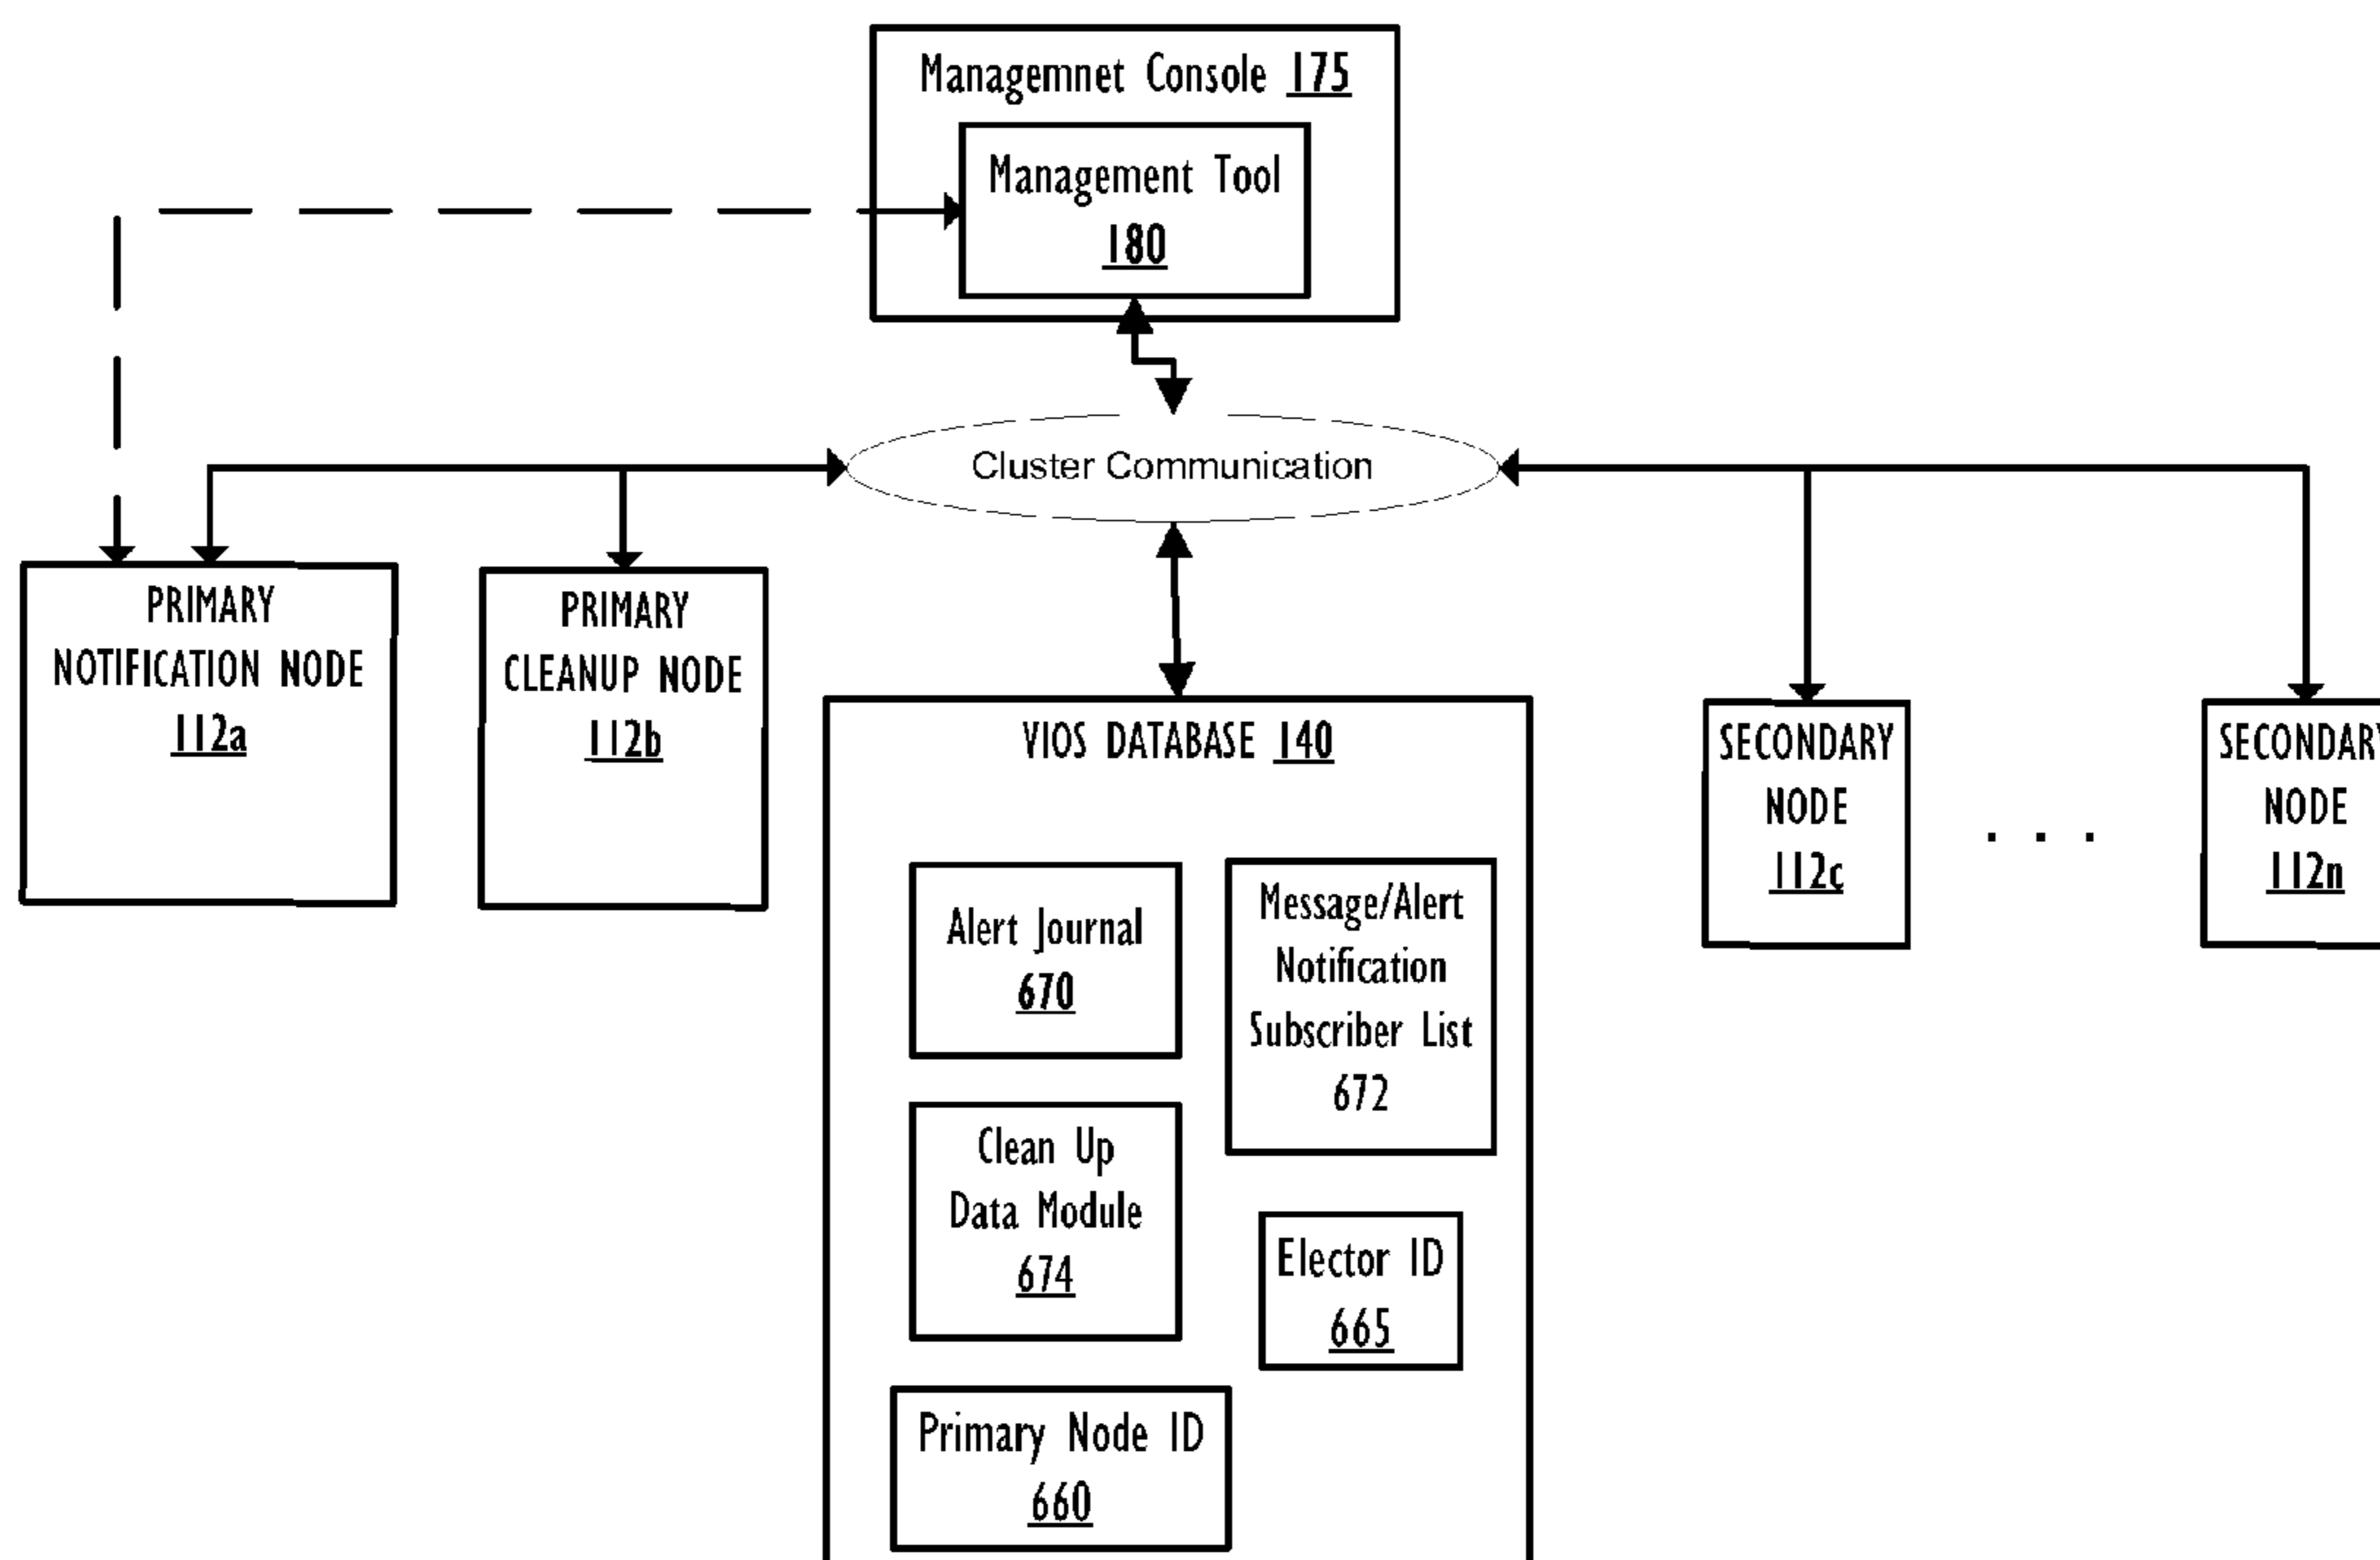 Managemnet Console 175
Management Tool
180
Cluster Communication
PRIMARY
NOTIFICATION NODE
112a
PRIMARY
CLEANUP NODE
112b
VIOS DATABASE 140
Alert Journal
670
Message/Alert
Notification
Subscriber List
672
Clean Up
Data Module
674
Elector ID
665
Primary Node ID
660
SECONDARY
NODE
112c
. . .
SECONDARY
NODE
112n